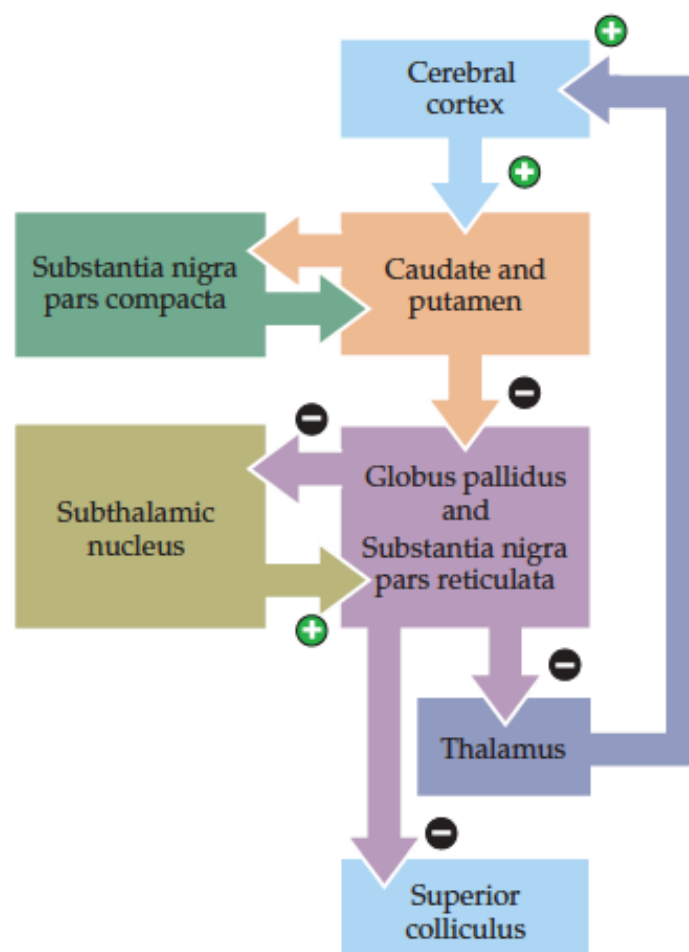 Cerebral
cortex
Substantia nigra
pars compacta
Caudate and
putamen
Subthalamic
nucleus
Globus pallidus
and
Substantia nigra
pars reticulata
Thalamus
Superior
colliculus